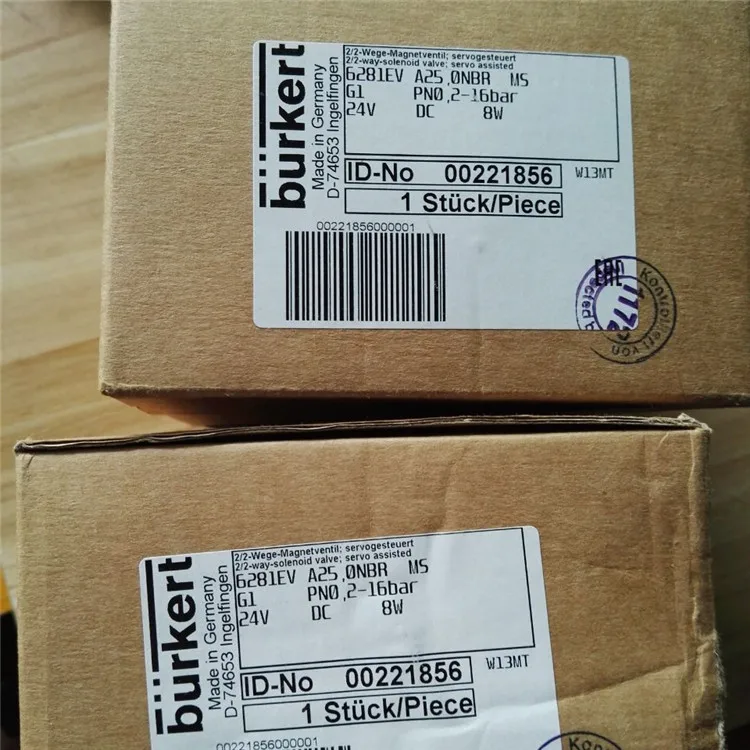 bürkert
Made in Germany
D-74653 Ingelfingen
2/2-Wege-Magnetventil; servogesteuert
2/2-way-solenoid valve; servo assisted
6281EV A25,0NBR MS
G1 PN0,2-16bar
24V DC 8W
ID-No 00221856 W13MT
1 Stück/Piece
00221856000001
EAC
Kontrolliert von
1172
bürkert
Made in Germany
D-74653 Ingelfingen
2/2-Wege-Magnetventil; servogesteuert
2/2-way-solenoid valve; servo assisted
6281EV A25,0NBR MS
G1 PN0,2-16bar
24V DC 8W
ID-No 00221856 W13MT
1 Stück/Piece
00221856000001